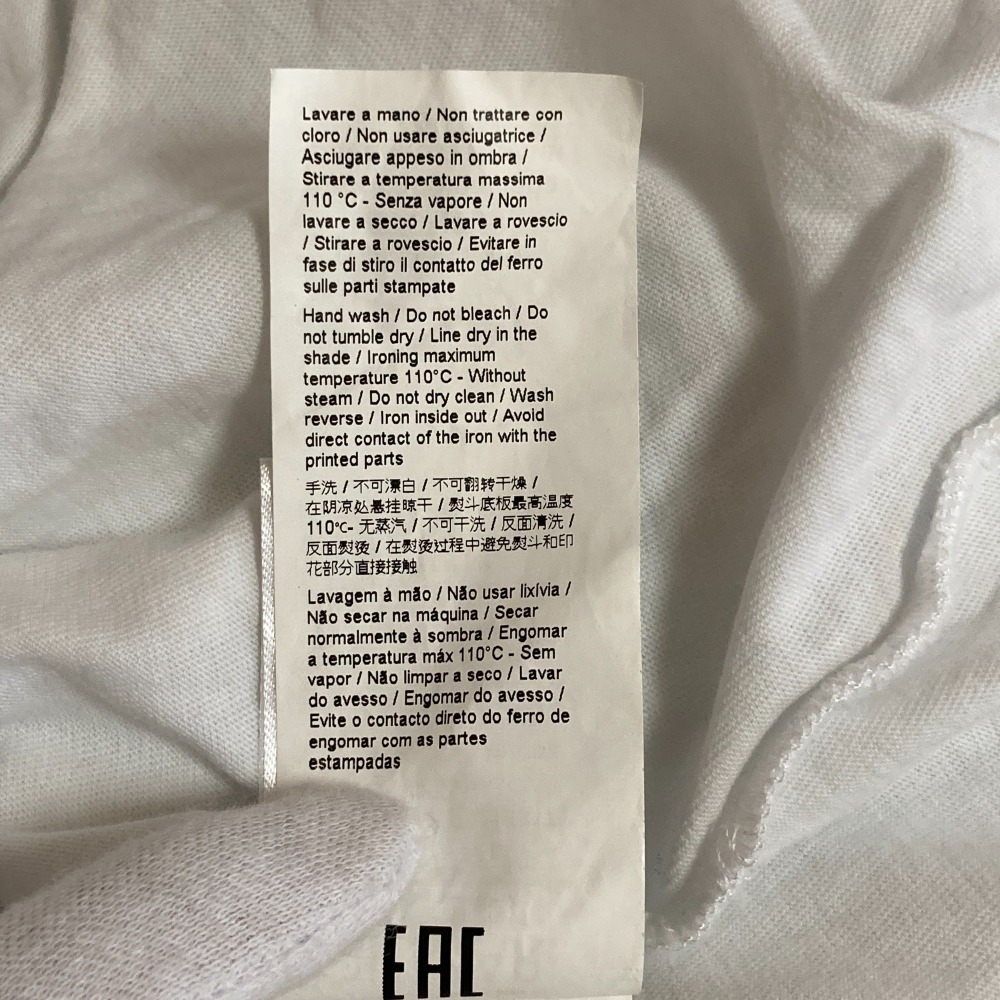 Lavare a mano / Non trattare con
cloro / Non usare asciugatrice /
Asciugare appeso in ombra /
Stirare a temperatura massima
110 °C - Senza vapore / Non
lavare a secco / Lavare a rovescio
/ Stirare a rovescio / Evitare in
fase di stiro il contatto del ferro
sulle parti stampate
Hand wash / Do not bleach / Do
not tumble dry / Line dry in the
shade / Ironing maximum
temperature 110°C - Without
steam / Do not dry clean / Wash
reverse / Iron inside out / Avoid
direct contact of the iron with the
printed parts
手洗 / 不可漂白 / 不可翻转干燥 /
在阴凉处悬挂晾干 / 熨斗底板最高温度
110℃- 无蒸汽 / 不可干洗 / 反面清洗 /
反面熨烫 / 在熨烫过程中避免熨斗和印
花部分直接接触
Lavagem à mão / Não usar lixívia /
Não secar na máquina / Secar
normalmente à sombra / Engomar
a temperatura máx 110°C - Sem
vapor / Não limpar a seco / Lavar
do avesso / Engomar do avesso /
Evite o contacto direto do ferro de
engomar com as partes
estampadas
EAC